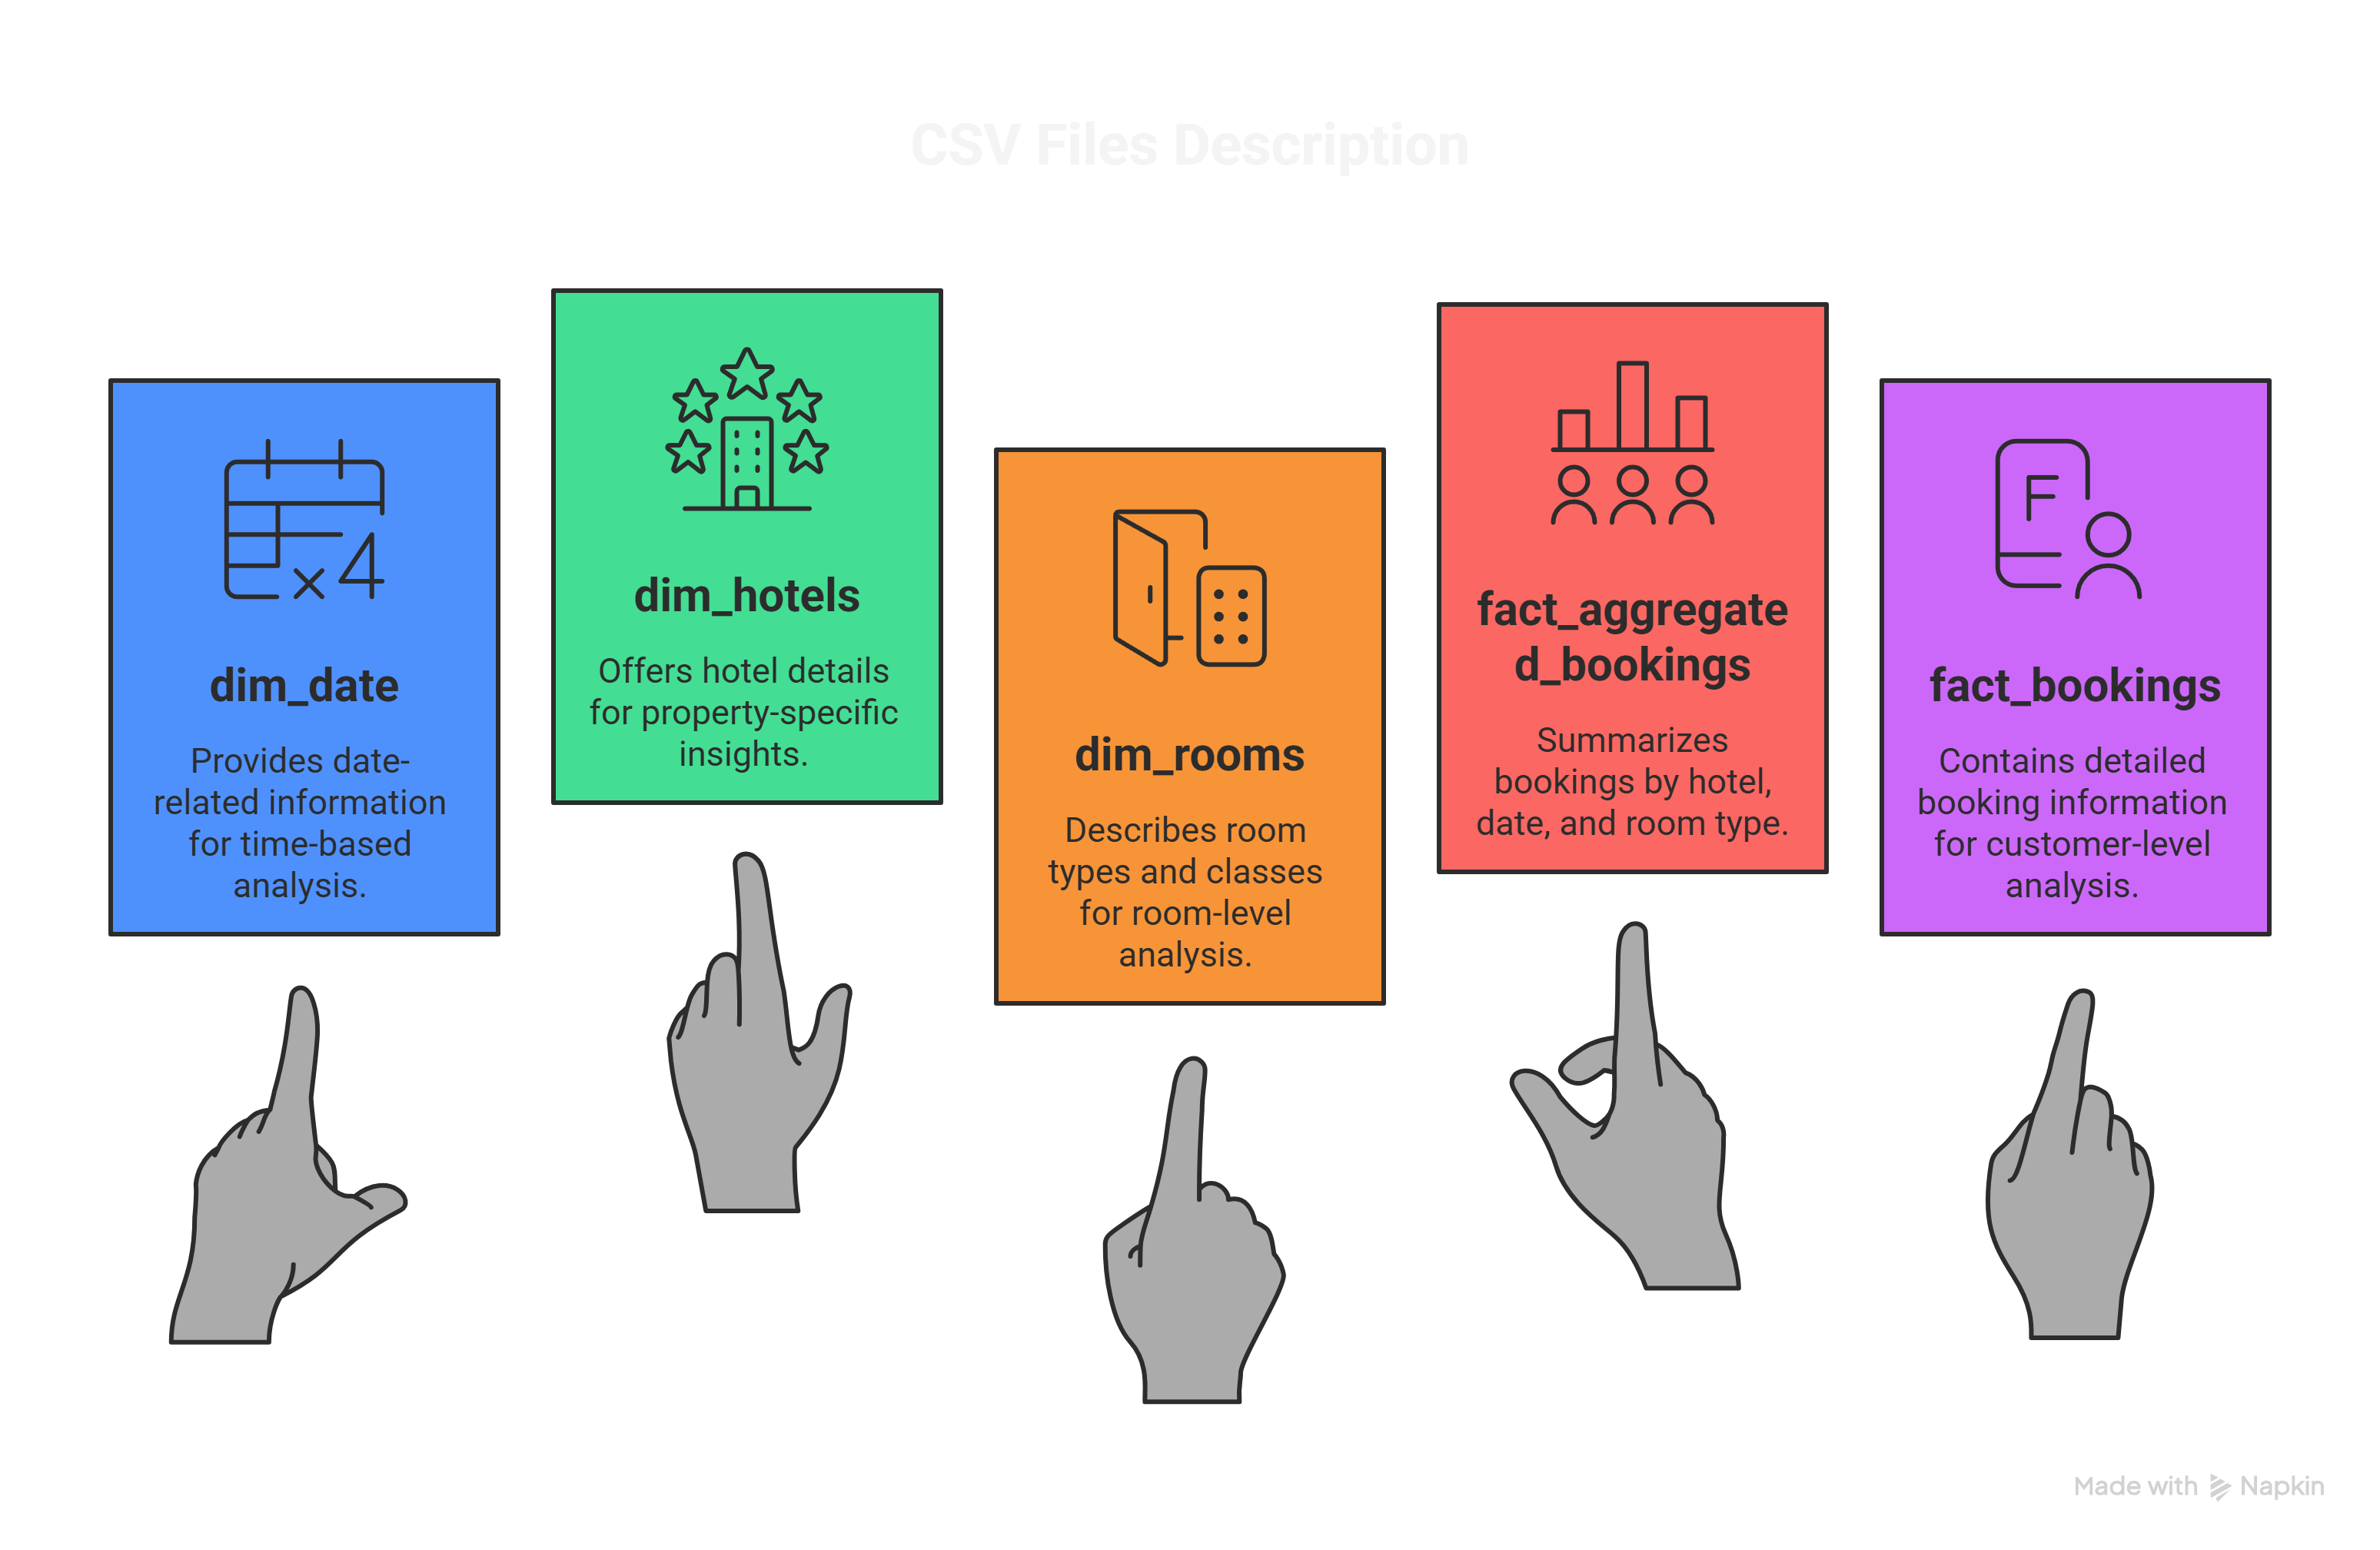 CSV Files Description
dim_date
Provides date-
related information
for time-based
analysis.
dim_hotels
Offers hotel details
for property-specific
insights.
dim_rooms
Describes room
types and classes
for room-level
analysis.
fact_aggregate
d_bookings
Summarizes
bookings by hotel,
date, and room type.
F
fact_bookings
Contains detailed
booking information
for customer-level
analysis.
x4
Made with Napkin